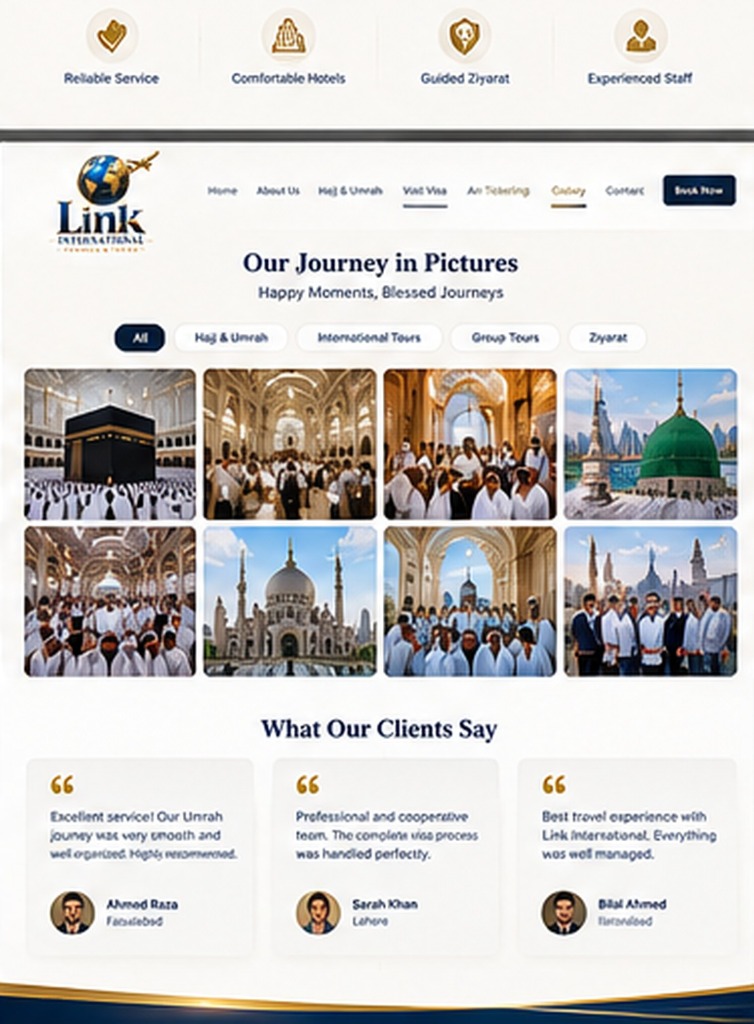 Reliable Service
Comfortable Hotels
Guided Ziyarat
Experienced Staff
Link
INTERNATIONAL
Home
About Us
Hajj & Umrah
Visit Visa
Contact
Book Now
Our Journey in Pictures
Happy Moments, Blessed Journeys
All
Hajj & Umrah
International Tours
Group Tours
Ziyarat
What Our Clients Say
“
Excellent service! Our Umrah
journey was very smooth and
well organized. Highly recommended.
Ahmed Raza
“
Professional and cooperative
team. The complete visa process
was handled perfectly.
Sarah Khan
Lahore
“
Best travel experience with
Link International. Everything
was well managed.
Bilal Ahmed